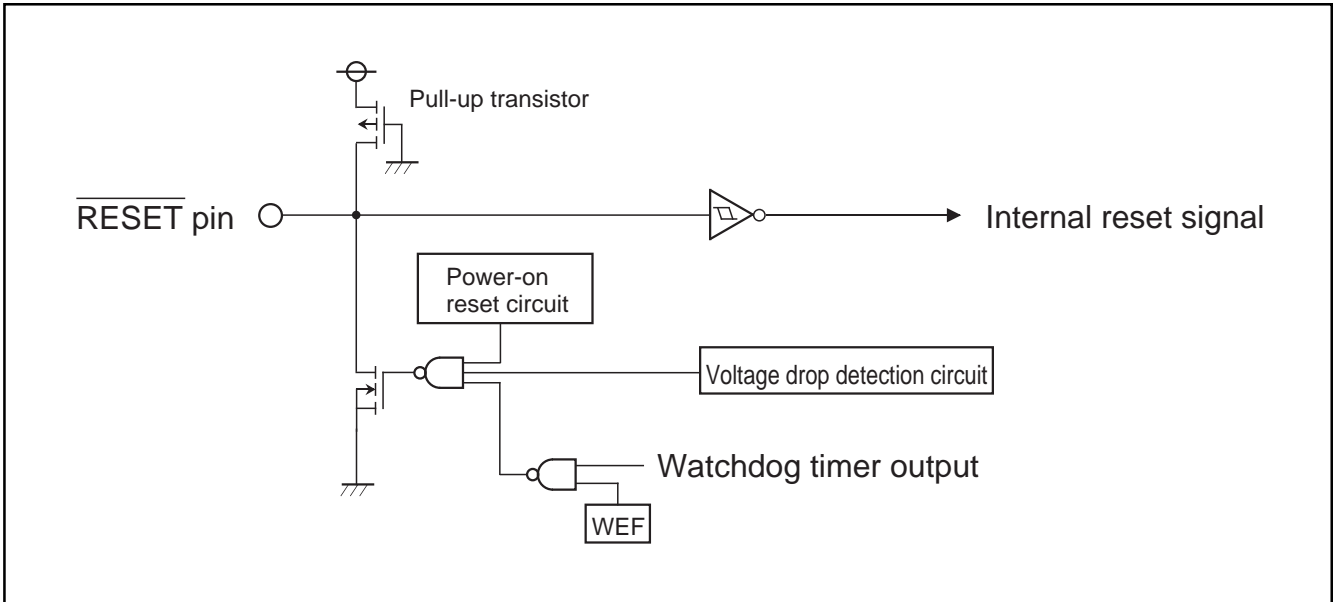 Pull-up transistor
RESET pin
Internal reset signal
Power-on
reset circuit
Voltage drop detection circuit
Watchdog timer output
WEF